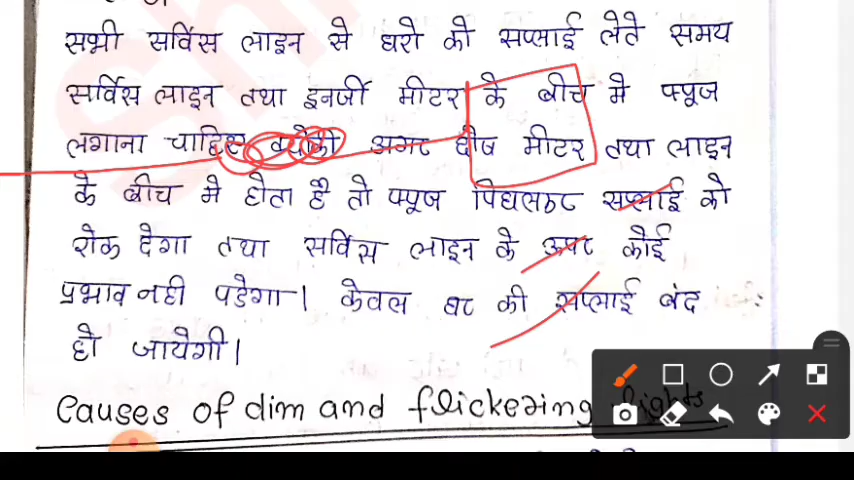 सभी सर्विस लाइन से घरो को सप्लाई लेते समय
सर्विस लाइन तथा इनर्जी मीटर के बीच मे फ्यूज
लगाना चाहिए क्योकी अगर दोष मीटर तथा लाइन
के बीच मे होता है तो फ्यूज पिघलकर सप्लाई को
रोक देगा तथा सर्विस लाइन के ऊपर कोई
प्रभाव नही पडेगा। केवल घर की सप्लाई बंद
हो जायेगी।
Causes of dim and flickering lights